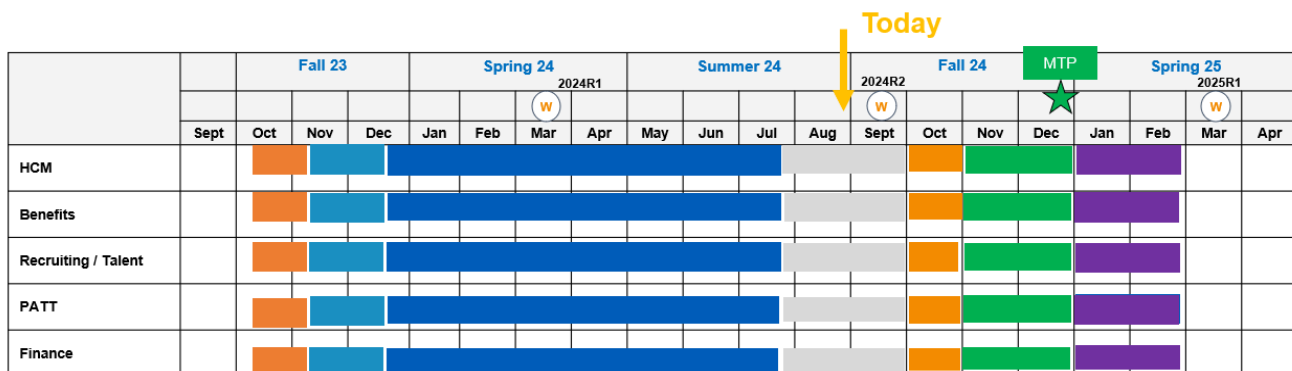 Today
Fall 23 Spring 24 Summer 24 Fall 24 MTP Spring 25
2024R1 2024R2 2025R1
W W W
Sept Oct Nov Dec Jan Feb Mar Apr May Jun Jul Aug Sept Oct Nov Dec Jan Feb Mar Apr
HCM
Benefits
Recruiting / Talent
PATT
Finance